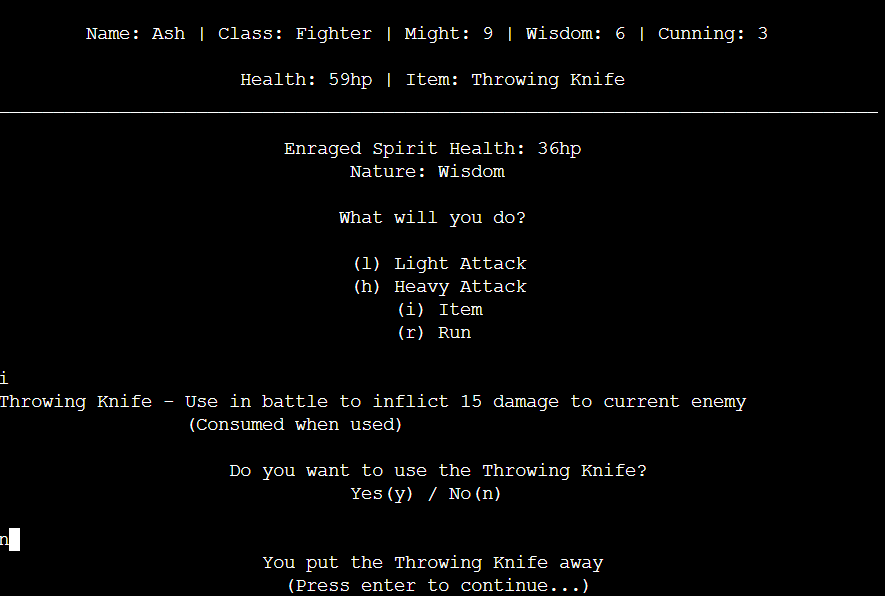 Name: Ash | Class: Fighter | Might: 9 | Wisdom: 6 | Cunning: 3
Health: 59hp | Item: Throwing Knife
Enraged Spirit Health: 36hp
Nature: Wisdom
What will you do?
(l) Light Attack
(h) Heavy Attack
(i) Item
(r) Run
i
Throwing Knife - Use in battle to inflict 15 damage to current enemy
(Consumed when used)
Do you want to use the Throwing Knife?
Yes(y) / No(n)
n
You put the Throwing Knife away
(Press enter to continue...)